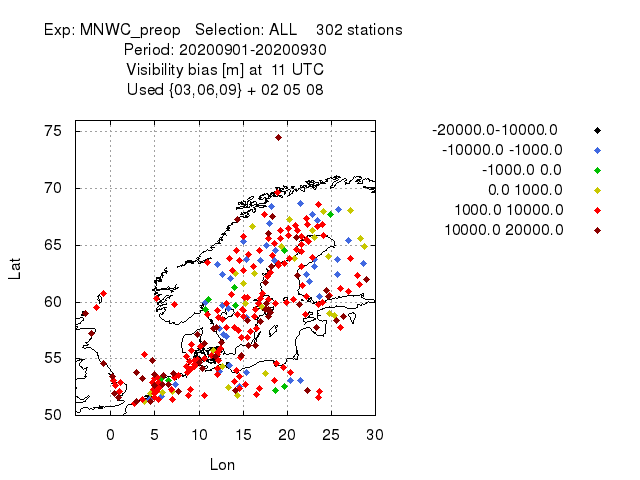 Exp: MNWC_preop   Selection: ALL    302 stations
Period: 20200901-20200930
Visibility bias [m] at  11 UTC
Used {03,06,09} + 02 05 08
-20000.0-10000.0
-10000.0 -1000.0
-1000.0 0.0
0.0 1000.0
1000.0 10000.0
10000.0 20000.0
75
70
65
60
55
50
Lat
0 5 10 15 20 25 30
Lon